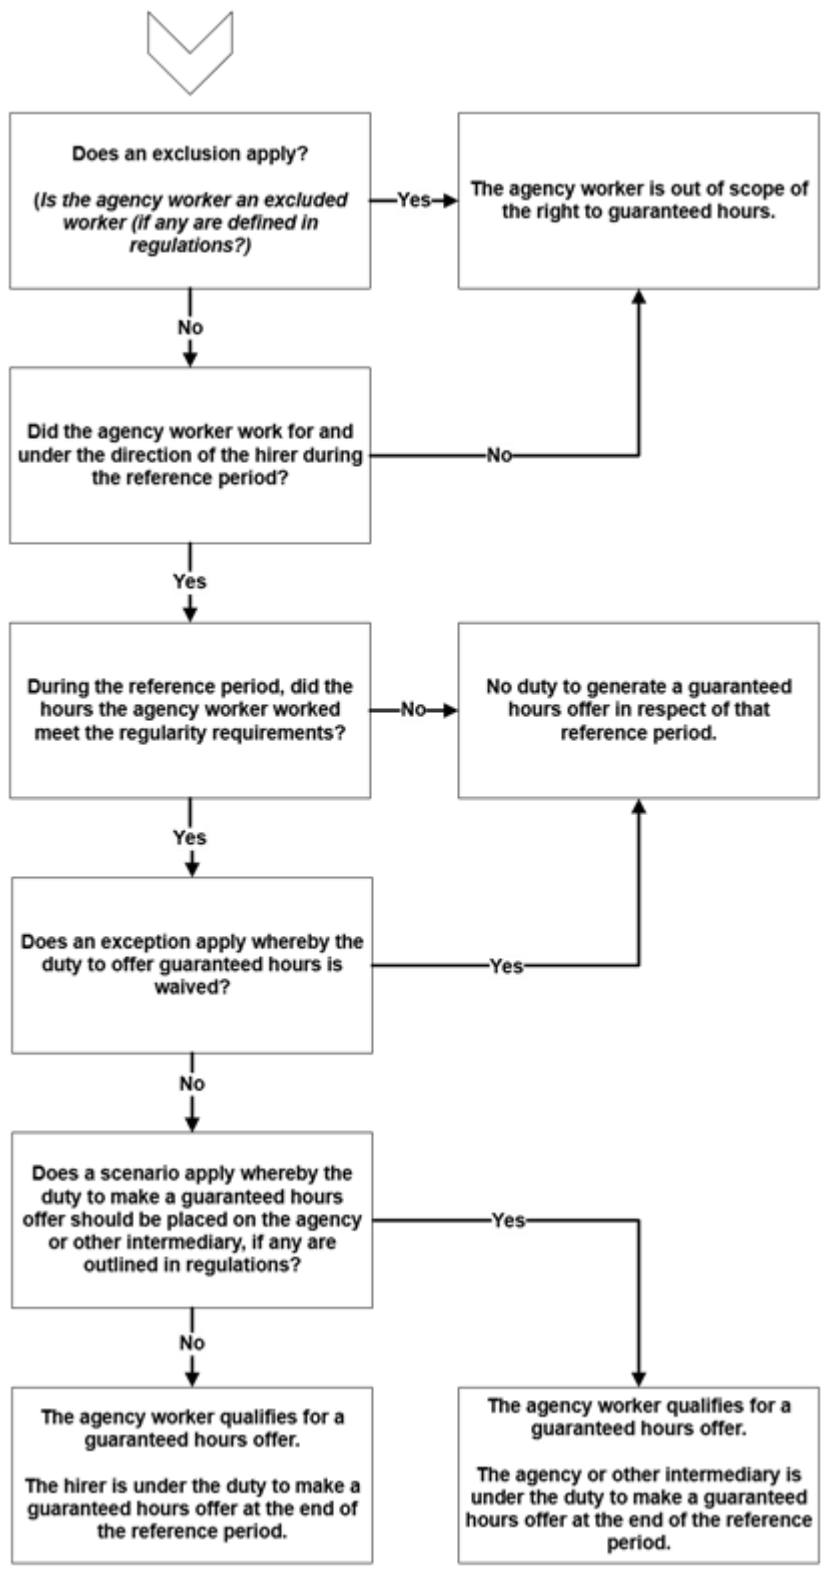 Does an exclusion apply?
(Is the agency worker an excluded
worker (if any are defined in
regulations?)
Yes
The agency worker is out of scope of
the right to guaranteed hours.
No
Did the agency worker work for and
under the direction of the hirer during
the reference period?
No
Yes
During the reference period, did the
hours the agency worker worked
meet the regularity requirements?
No
No duty to generate a guaranteed
hours offer in respect of that
reference period.
Yes
Does an exception apply whereby the
duty to offer guaranteed hours is
waived?
Yes
No
Does a scenario apply whereby the
duty to make a guaranteed hours
offer should be placed on the agency
or other intermediary, if any are
outlined in regulations?
Yes
No
The agency worker qualifies for a
guaranteed hours offer.
The hirer is under the duty to make a
guaranteed hours offer at the end of
the reference period.
The agency worker qualifies for a
guaranteed hours offer.
The agency or other intermediary is
under the duty to make a guaranteed
hours offer at the end of the reference
period.